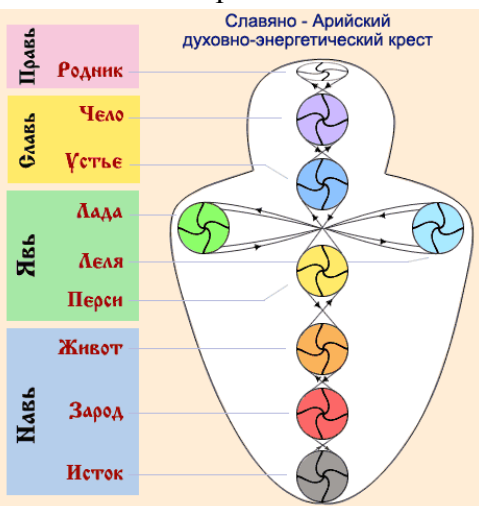 Славяно - Арийский
духовно-энергетический крест
Правь
Родник
Славь
Чело
Устье
Явь
Лада
Леля
Перси
Навь
Живот
Зарод
Исток